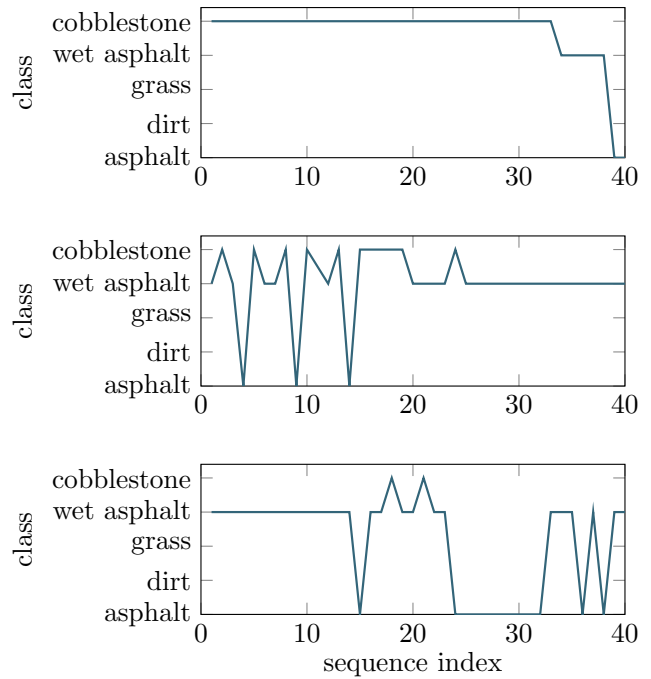 cobblestone
wet asphalt
grass
dirt
asphalt
class
0 10 20 30 40
cobblestone
wet asphalt
grass
dirt
asphalt
class
0 10 20 30 40
cobblestone
wet asphalt
grass
dirt
asphalt
class
0 10 20 30 40
sequence index